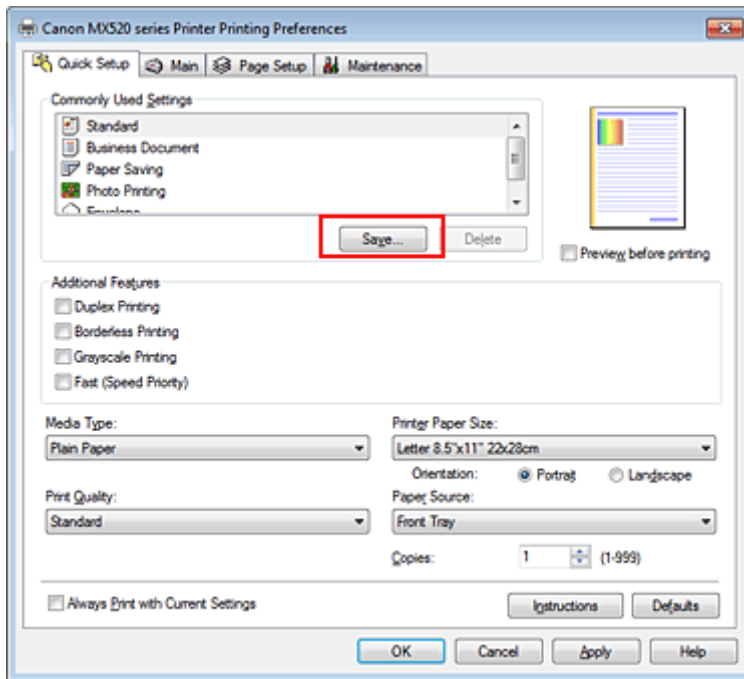 Canon MX520 series Printer Printing Preferences
Quick Setup Main Page Setup Maintenance
Commonly Used Settings
Standard
Business Document
Paper Saving
Photo Printing
Envelope
Save... Delete
Preview before printing
Additional Features
Duplex Printing
Borderless Printing
Grayscale Printing
Fast (Speed Priority)
Media Type: Printer Paper Size:
Plain Paper Letter 8.5"x11" 22x28cm
Orientation: Portrait Landscape
Print Quality: Paper Source:
Standard Front Tray
Copies: 1 (1-999)
Always Print with Current Settings Instructions Defaults
OK Cancel Apply Help